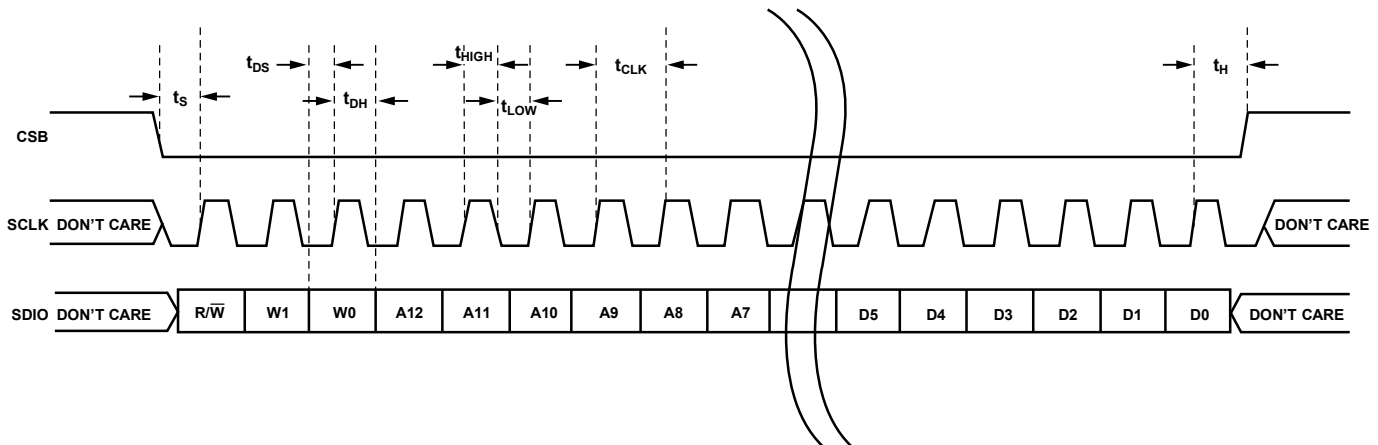 tDS
tHIGH
tCLK
tH
tS
tDH
tLOW
CSB
SCLK DON'T CARE
DON'T CARE
SDIO DON'T CARE
R/W̅
W1
W0
A12
A11
A10
A9
A8
A7
D5
D4
D3
D2
D1
D0
DON'T CARE